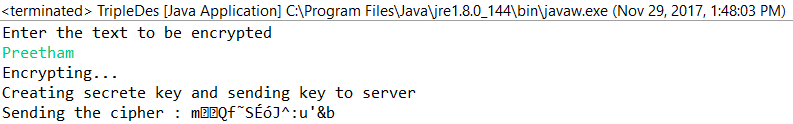 <terminated> TripleDes [Java Application] C:\Program Files\Java\jre1.8.0_144\bin\javaw.exe (Nov 29, 2017, 1:48:03 PM)
Enter the text to be encrypted
Preetham
Encrypting...
Creating secrete key and sending key to server
Sending the cipher : m��Qf˜SÉóJ^:u'&b